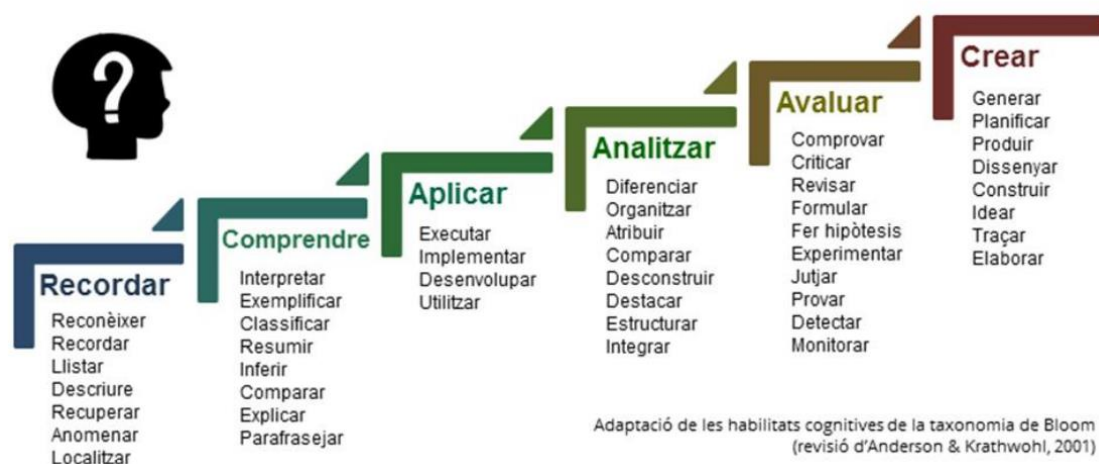 ?
Recordar
Reconèixer
Recordar
Llistar
Descriure
Recuperar
Anomenar
Localitzar
Comprendre
Interpretar
Exemplificar
Classificar
Resumir
Inferir
Comparar
Explicar
Parafrasejar
Aplicar
Executar
Implementar
Desenvolupar
Utilitzar
Analitzar
Diferenciar
Organitzar
Atribuir
Comparar
Desconstruir
Destacar
Estructurar
Integrar
Avaluar
Comprovar
Criticar
Revisar
Formular
Fer hipòtesis
Experimentar
Jutjar
Provar
Detectar
Monitorar
Crear
Generar
Planificar
Produir
Dissenyar
Construir
Idear
Traçar
Elaborar
Adaptació de les habilitats cognitives de la taxonomia de Bloom
(revisió d'Anderson & Krathwohl, 2001)